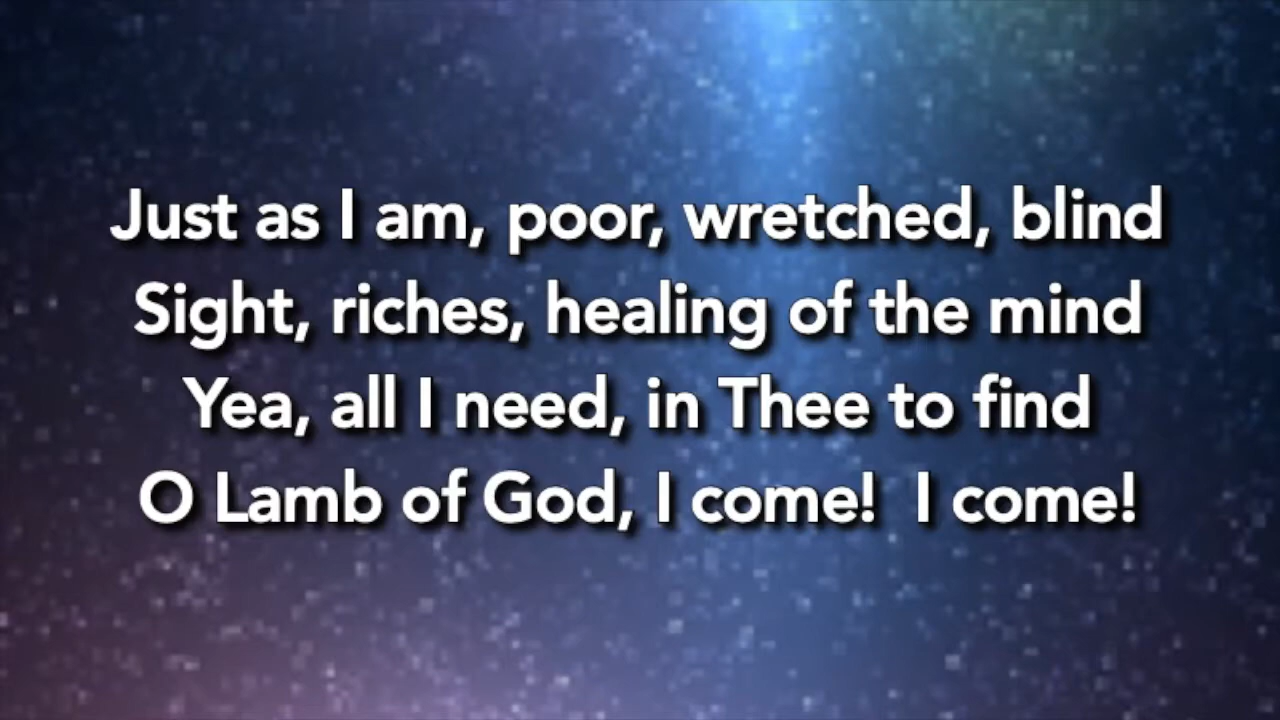 Just as I am, poor, wretched, blind
Sight, riches, healing of the mind
Yea, all I need, in Thee to find
O Lamb of God, I come!  I come!